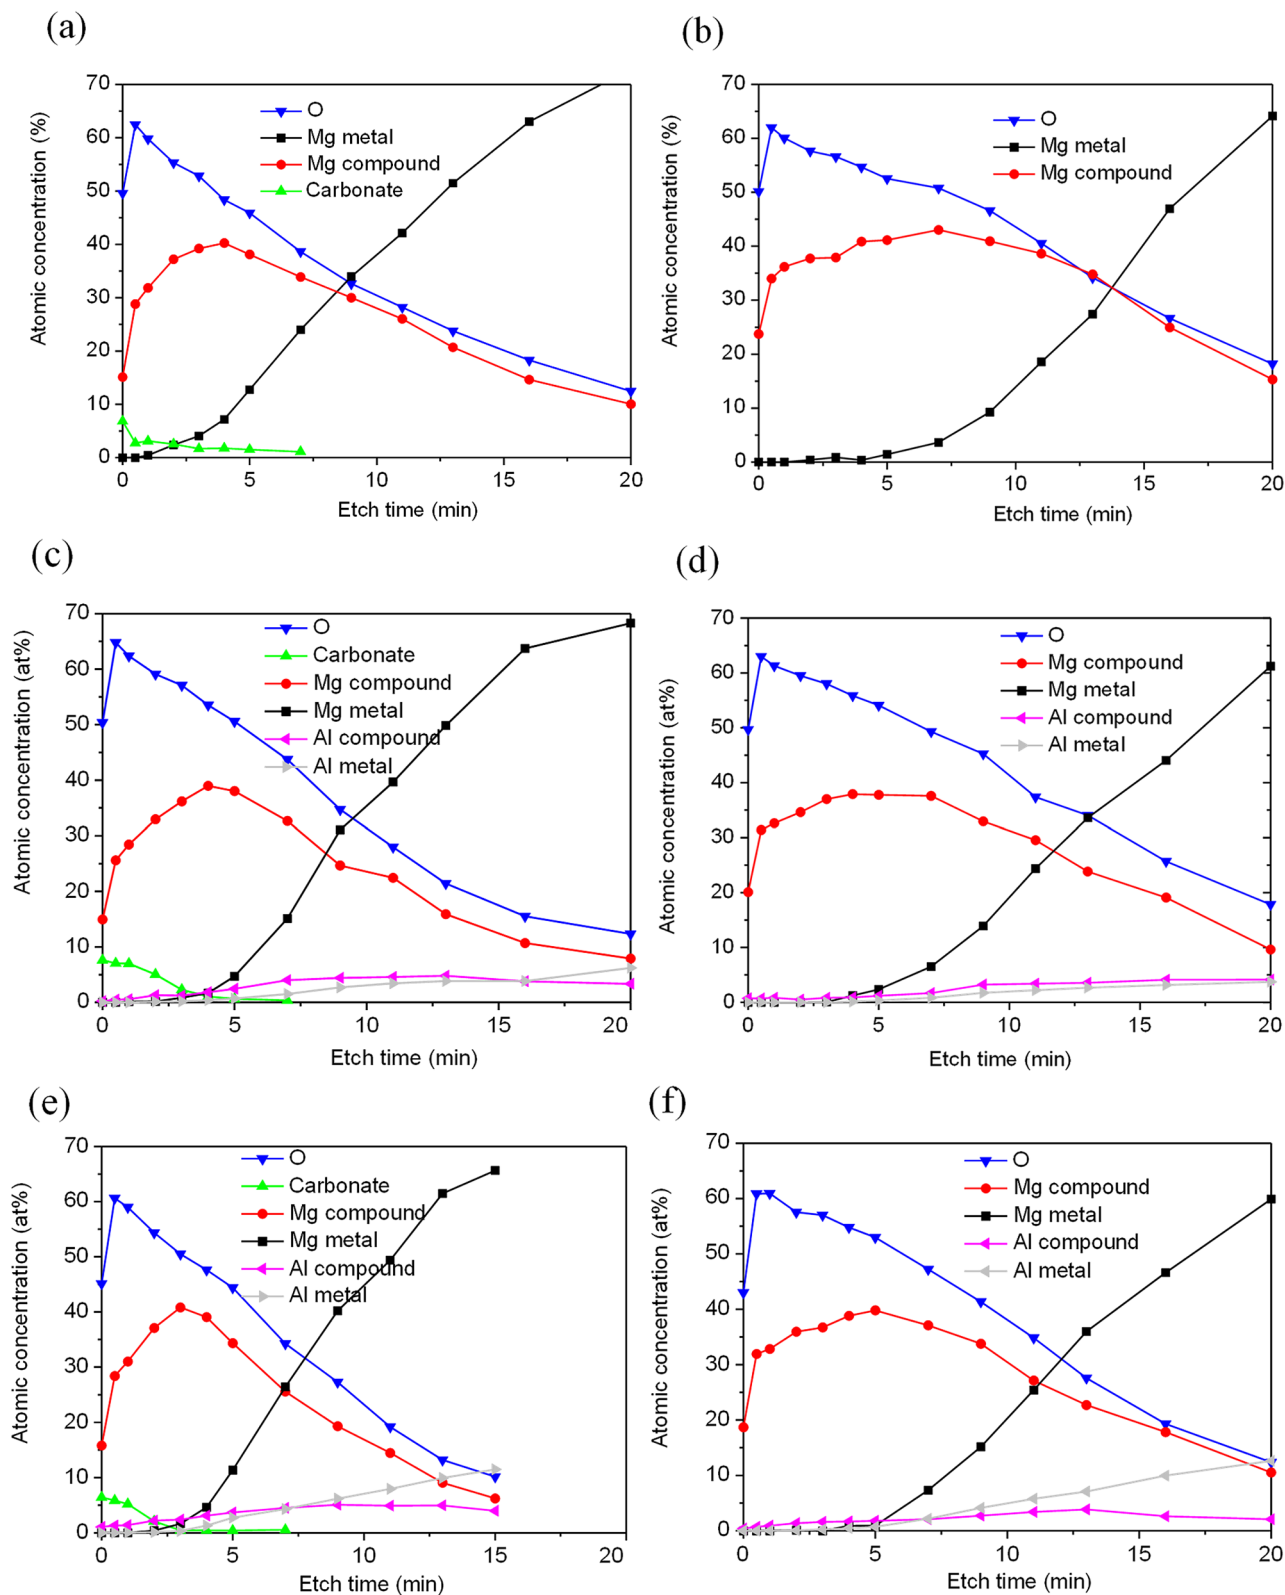 (a)
70
60
50
40
30
20
10
0
Atomic concentration (%)
O
Mg metal
Mg compound
Carbonate
0 5 10 15 20
Etch time (min)
(b)
70
60
50
40
30
20
10
0
Atomic concentration (%)
O
Mg metal
Mg compound
0 5 10 15 20
Etch time (min)
(c)
70
60
50
40
30
20
10
0
Atomic concentration (at%)
O
Carbonate
Mg compound
Mg metal
Al compound
Al metal
0 5 10 15 20
Etch time (min)
(d)
70
60
50
40
30
20
10
0
Atomic concentration (at%)
O
Mg compound
Mg metal
Al compound
Al metal
0 5 10 15 20
Etch time (min)
(e)
70
60
50
40
30
20
10
0
Atomic concentration (at%)
O
Carbonate
Mg compound
Mg metal
Al compound
Al metal
0 5 10 15 20
Etch time (min)
(f)
70
60
50
40
30
20
10
0
Atomic concentration (at%)
O
Mg compound
Mg metal
Al compound
Al metal
0 5 10 15 20
Etch time (min)